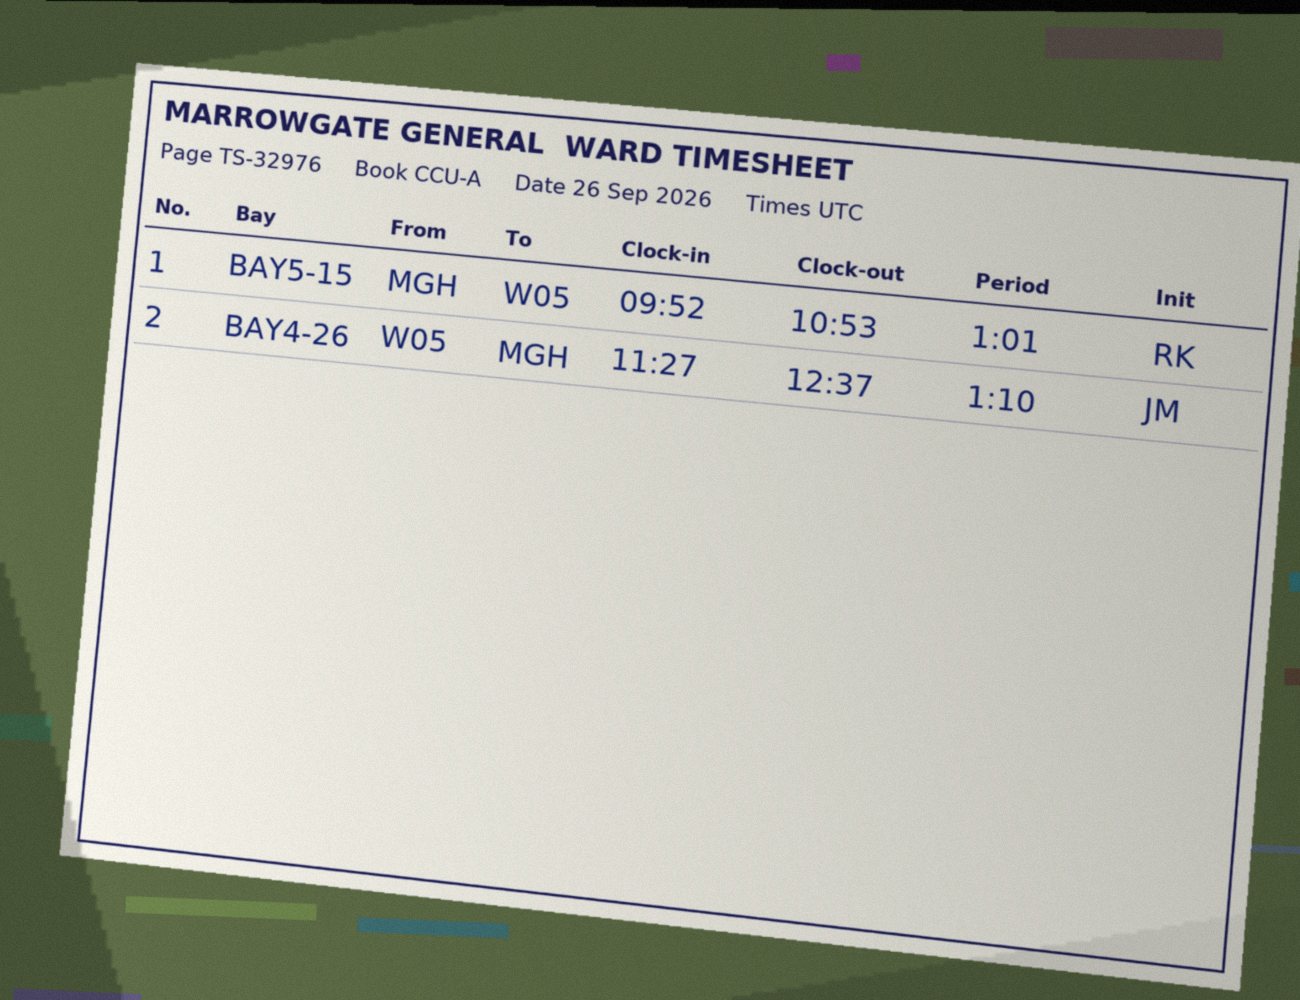 MARROWGATE GENERAL WARD TIMESHEET
Page TS-32976 Book CCU-A Date 26 Sep 2026 Times UTC
No. Bay From To Clock-in Clock-out Period Init
1 BAY5-15 MGH W05 09:52 10:53 1:01 RK
2 BAY4-26 W05 MGH 11:27 12:37 1:10 JM